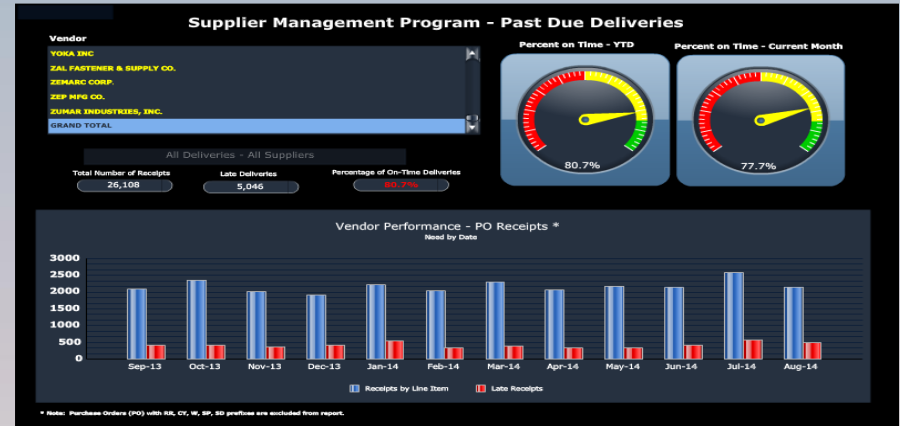 Supplier Management Program - Past Due Deliveries
Vendor
YOKA INC
ZAL FASTENER & SUPPLY CO.
ZEMARC CORP.
ZEP MFG CO.
ZUMAR INDUSTRIES, INC.
GRAND TOTAL
Percent on Time - YTD
80.7%
Percent on Time - Current Month
77.7%
All Deliveries - All Suppliers
Total Number of Receipts
26,108
Late Deliveries
5,046
Percentage of On-Time Deliveries
80.7%
Vendor Performance - PO Receipts *
Need by Date
3000
2500
2000
1500
1000
500
0
Sep-13 Oct-13 Nov-13 Dec-13 Jan-14 Feb-14 Mar-14 Apr-14 May-14 Jun-14 Jul-14 Aug-14
Receipts by Line Item Late Receipts
* Note: Purchase Orders (PO) with RR, CY, W, SP, SD prefixes are excluded from report.